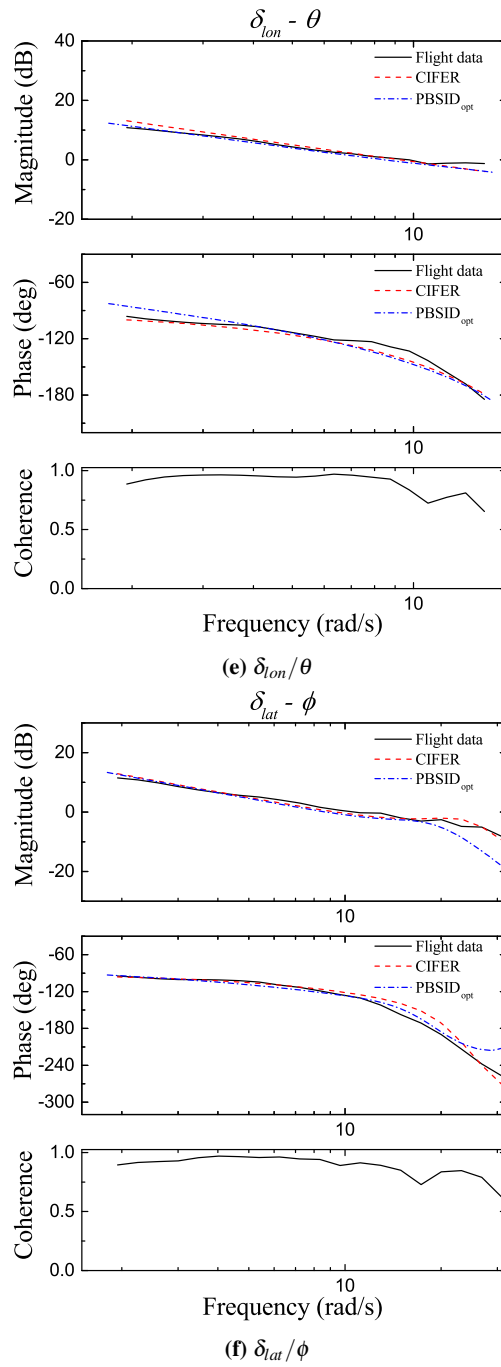 δlon - θ
40
20
0
-20
Magnitude (dB)
Flight data
CIFER
PBSIDopt
10
-60
-120
-180
Phase (deg)
Flight data
CIFER
PBSIDopt
10
1.0
0.5
0.0
Coherence
10
Frequency (rad/s)
(e) δlon/θ
δlat - ϕ
20
0
-20
Magnitude (dB)
Flight data
CIFER
PBSIDopt
10
-60
-120
-180
-240
-300
Phase (deg)
Flight data
CIFER
PBSIDopt
10
1.0
0.5
0.0
Coherence
10
Frequency (rad/s)
(f) δlat/ϕ